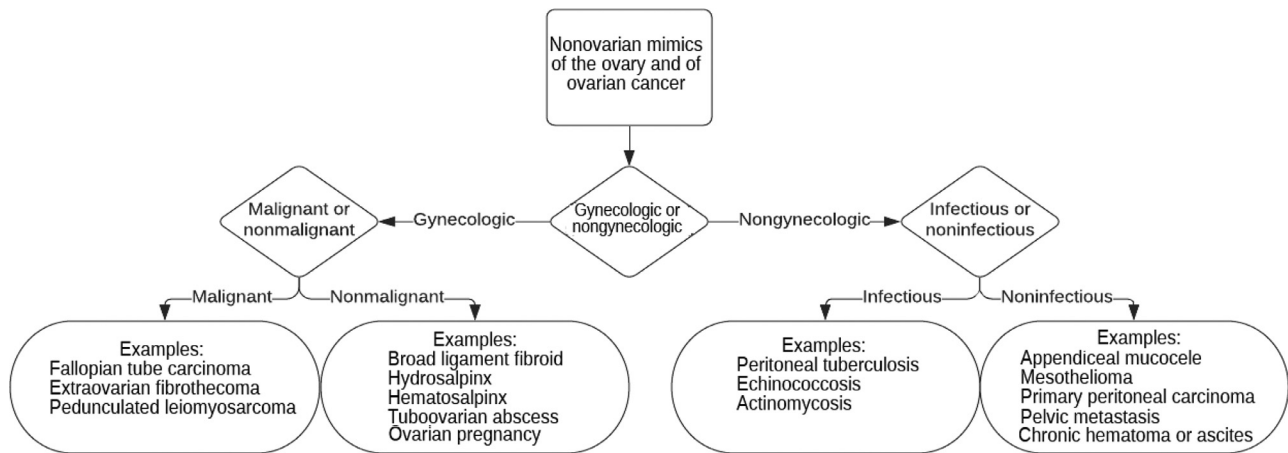 Nonovarian mimics
of the ovary and of
ovarian cancer
Malignant or
nonmalignant
Gynecologic
Gynecologic or
nongynecologic
Nongynecologic
Infectious or
noninfectious
Malignant
Nonmalignant
Infectious
Noninfectious
Examples:
Fallopian tube carcinoma
Extraovarian fibrothecoma
Pedunculated leiomyosarcoma
Examples:
Broad ligament fibroid
Hydrosalpinx
Hematosalpinx
Tuboovarian abscess
Ovarian pregnancy
Examples:
Peritoneal tuberculosis
Echinococcosis
Actinomycosis
Examples:
Appendiceal mucocele
Mesothelioma
Primary peritoneal carcinoma
Pelvic metastasis
Chronic hematoma or ascites